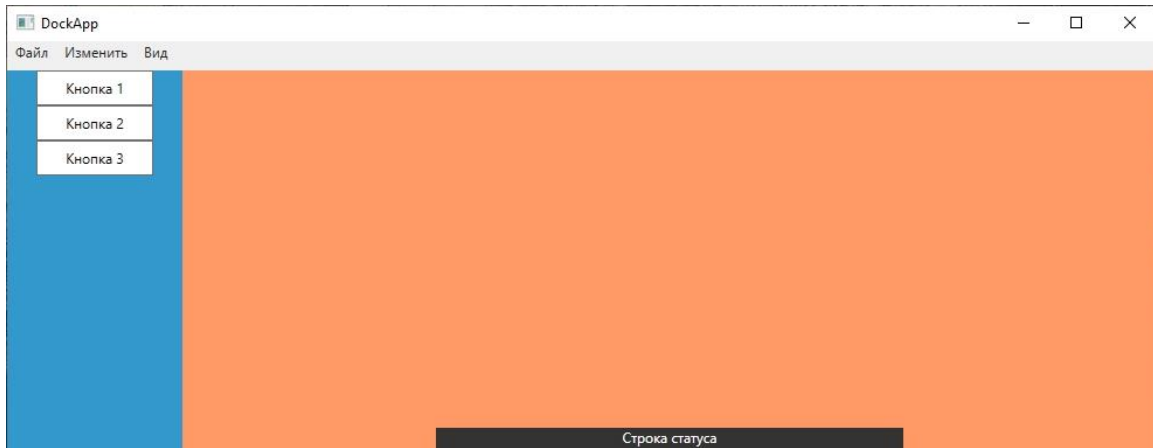 DockApp
Файл Изменить Вид
Кнопка 1
Кнопка 2
Кнопка 3
Строка статуса